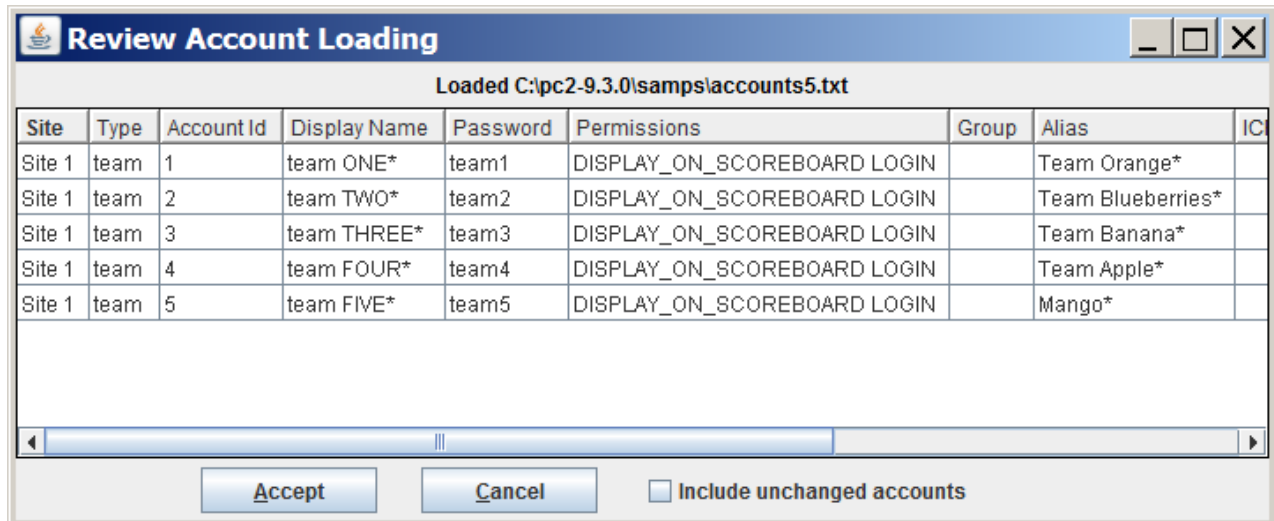 Review Account Loading
Loaded C:\pc2-9.3.0\samps\accounts5.txt
Site Type Account Id Display Name Password Permissions Group Alias
Site 1 team 1 team ONE* team1 DISPLAY_ON_SCOREBOARD LOGIN Team Orange*
Site 1 team 2 team TWO* team2 DISPLAY_ON_SCOREBOARD LOGIN Team Blueberries*
Site 1 team 3 team THREE* team3 DISPLAY_ON_SCOREBOARD LOGIN Team Banana*
Site 1 team 4 team FOUR* team4 DISPLAY_ON_SCOREBOARD LOGIN Team Apple*
Site 1 team 5 team FIVE* team5 DISPLAY_ON_SCOREBOARD LOGIN Mango*
Accept Cancel Include unchanged accounts